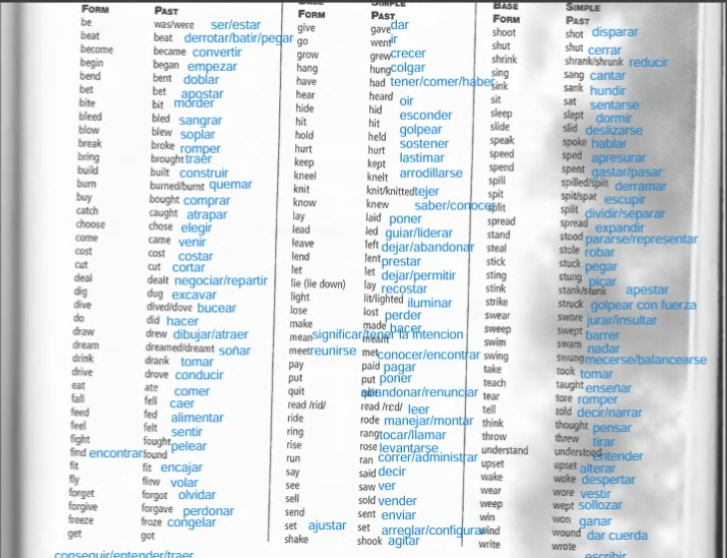 FORM PAST
be was/were ser/estar
beat beat derrotar/batir/pegar
become became convertir
begin began empezar
bend bent doblar
bet bet apostar
bite bit morder
bleed bled sangrar
blow blew soplar
break broke romper
bring brought traer
build built construir
burn burned/burnt quemar
buy bought comprar
catch caught atrapar
choose chose elegir
come came venir
cost cost costar
cut cut cortar
deal dealt negociar/repartir
dig dug excavar
dive dived/dove bucear
do did hacer
draw drew dibujar/atraer
dream dreamed/dreamt soñar
drink drank tomar
drive drove conducir
eat ate comer
fall fell caer
feed fed alimentar
feel felt sentir
fight fought pelear
find encontrar found
fit fit encajar
fly flew volar
forget forgot olvidar
forgive forgave perdonar
freeze froze congelar
get got
conseguir/entender/traer
BASE FORM SIMPLE PAST
give gave dar
go went ir
grow grew crecer
hang hung colgar
have had tener/comer/haber
hear heard oir
hide hid esconder
hit hit golpear
hold held sostener
hurt hurt lastimar
keep kept
kneel knelt arrodillarse
knit knit/knitted tejer
know knew saber/conocer
lay laid poner
lead led guiar/liderar
leave left dejar/abandonar
lend lent prestar
let let dejar/permitir
lie (lie down) lay recostar
light lit/lighted iluminar
lose lost perder
make made hacer
mean significar/tener la intencion meant
meet reunirse met conocer/encontrar
pay paid pagar
put put poner
quit quit abandonar/renunciar
read /rid/ read /rɛd/ leer
ride rode manejar/montar
ring rang tocar/llamar
rise rose levantarse
run ran correr/administrar
say said decir
see saw ver
sell sold vender
send sent enviar
set ajustar set arreglar/configurar
shake shook agitar
BASE FORM SIMPLE PAST
shoot shot disparar
shut shut cerrar
shrink shrank/shrunk reducir
sing sang cantar
sink sank hundir
sit sat sentarse
sleep slept dormir
slide slid deslizarse
speak spoke hablar
speed sped apresurar
spend spent gastar/pasar
spill spilled/spilt derramar
spit spit/spat escupir
split split dividir/separar
spread spread expandir
stand stood pararse/representar
steal stole robar
stick stuck pegar
sting stung picar
stink stank/stunk apestar
strike struck golpear con fuerza
swear swore jurar/insultar
sweep swept barrer
swim swam nadar
swing swung mecerse/balancearse
take took tomar
teach taught enseñar
tear tore romper
tell told decir/narrar
think thought pensar
throw threw tirar
understand understood entender
upset upset alterar
wake woke despertar
wear wore vestir
weep wept sollozar
win won ganar
wind wound dar cuerda
write wrote escribir